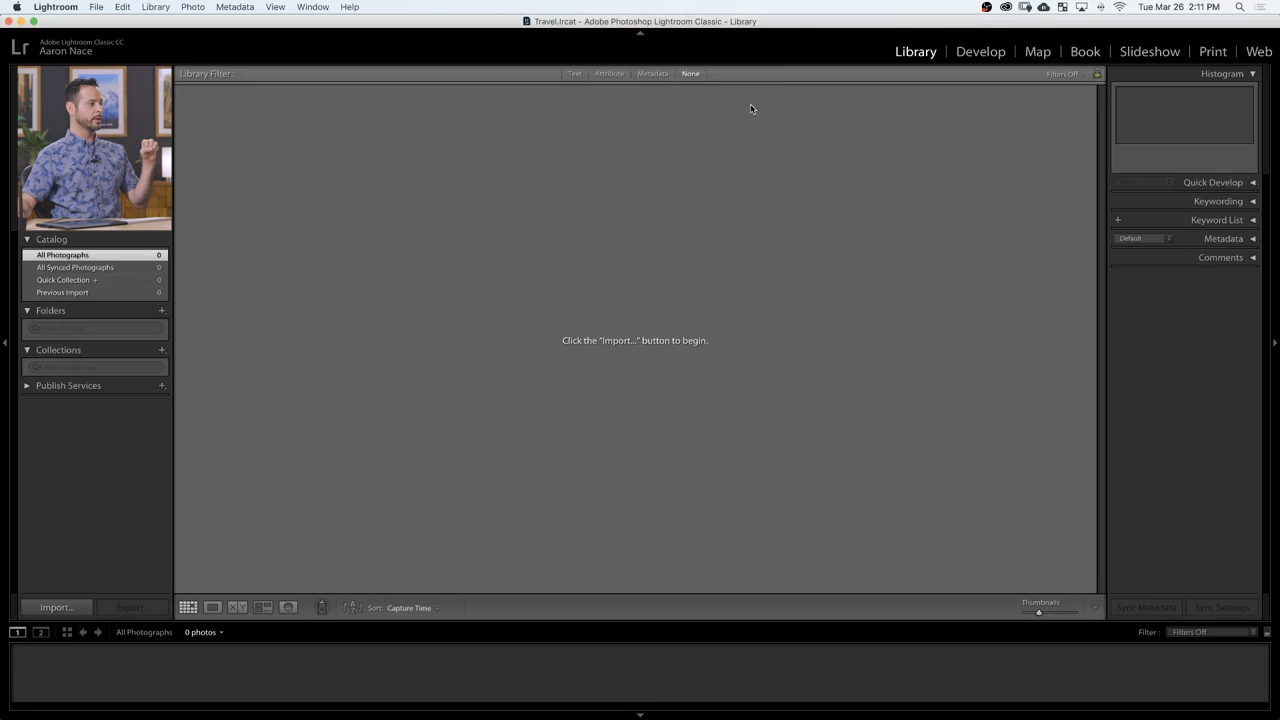 Lightroom File Edit Library Photo Metadata View Window Help Tue Mar 26 2:11 PM
Travel.lrcat - Adobe Photoshop Lightroom Classic - Library
Lr Adobe Lightroom Classic CC
Aaron Nace
Library Develop Map Book Slideshow Print Web
Library Filter : Text Attribute Metadata None Filters Off
Histogram
Quick Develop
Keywording
Keyword List
Default Metadata
Comments
Catalog
All Photographs 0
All Synced Photographs 0
Quick Collection + 0
Previous Import 0
Folders
Filter Folders
Collections
Filter Collections
Publish Services
Click the "Import..." button to begin.
Import... Export... X Y Sort: Capture Time Thumbnails Sync Metadata Sync Settings
1 2 All Photographs 0 photos Filter : Filters Off